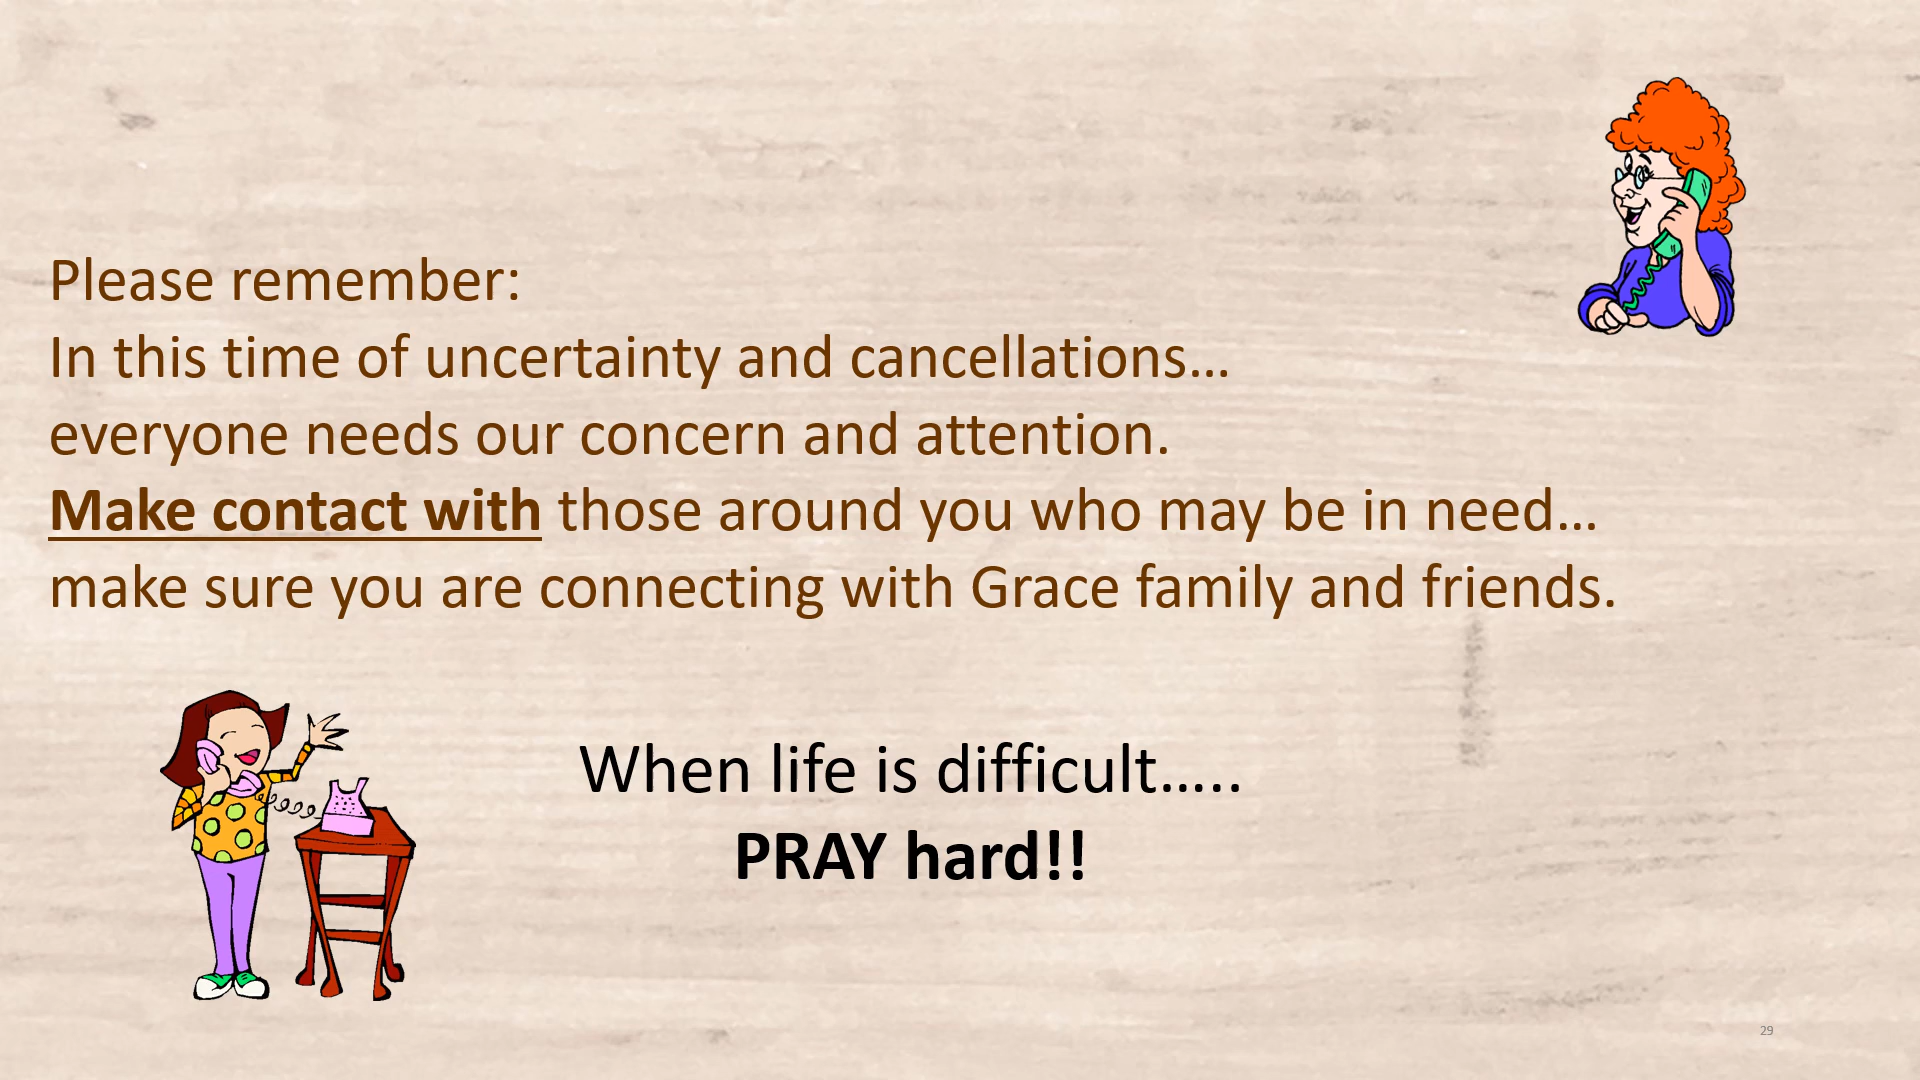 Please remember:
In this time of uncertainty and cancellations…
everyone needs our concern and attention.
Make contact with those around you who may be in need…
make sure you are connecting with Grace family and friends.
When life is difficult…..
PRAY hard!!
29